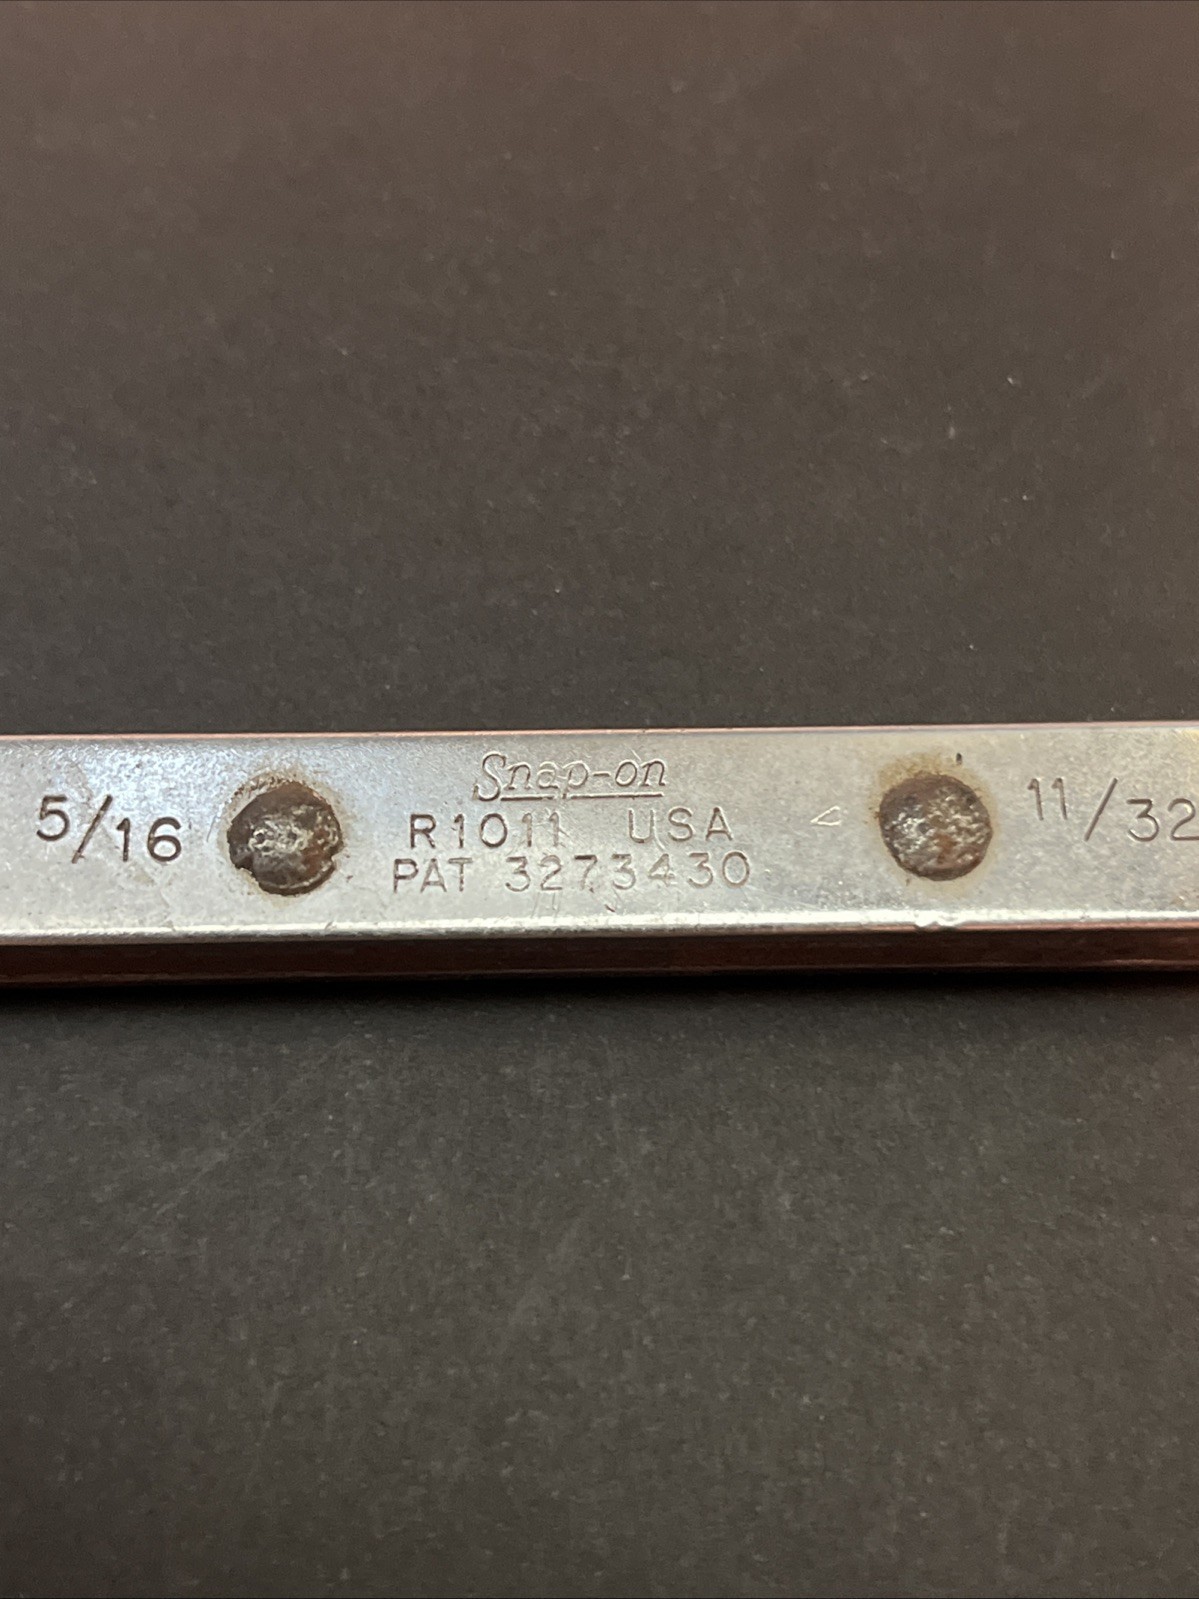 Snap-on
5/16 R1011 USA < 11/32
PAT 3273430